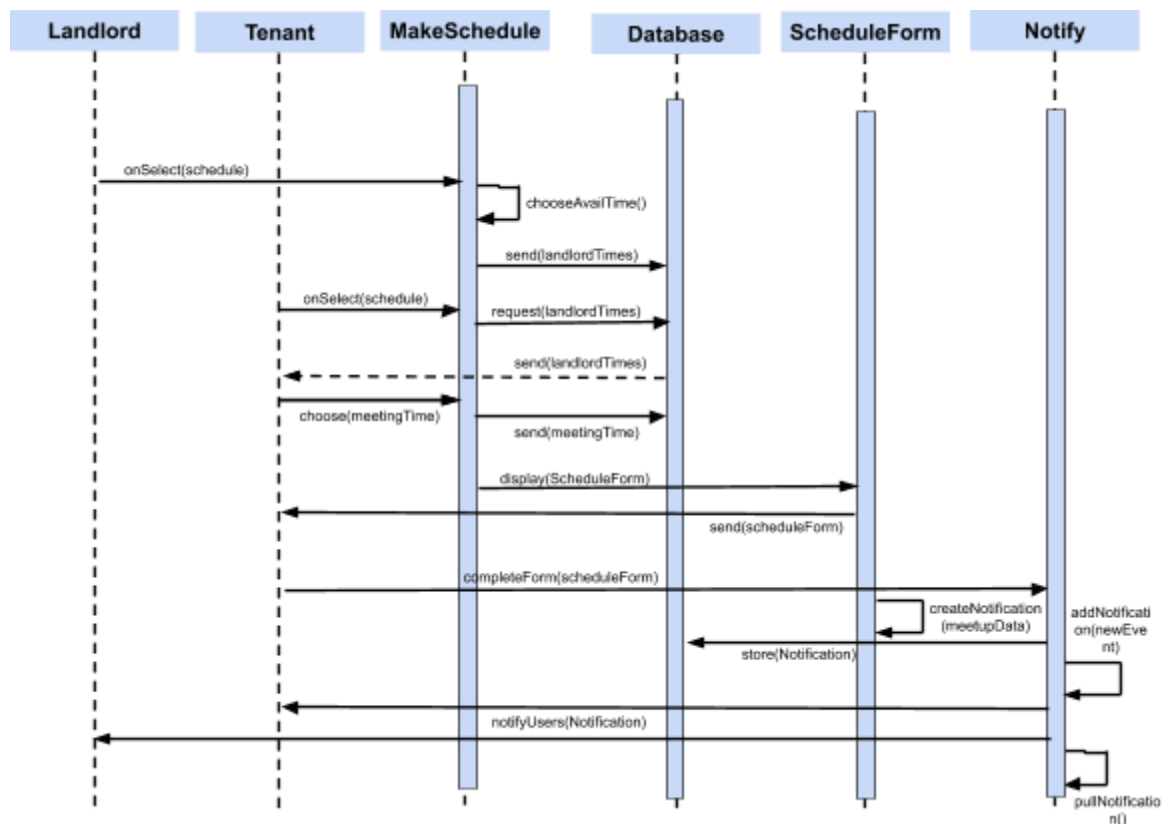 Landlord
Tenant
MakeSchedule
Database
ScheduleForm
Notify
onSelect(schedule)
chooseAvailTime()
send(landlordTimes)
onSelect(schedule)
request(landlordTimes)
send(landlordTimes)
choose(meetingTime)
send(meetingTime)
display(ScheduleForm)
send(scheduleForm)
completeForm(scheduleForm)
createNotification
(meetupData)
addNotificati
on(newEve
nt)
store(Notification)
notifyUsers(Notification)
pullNotificatio
n()